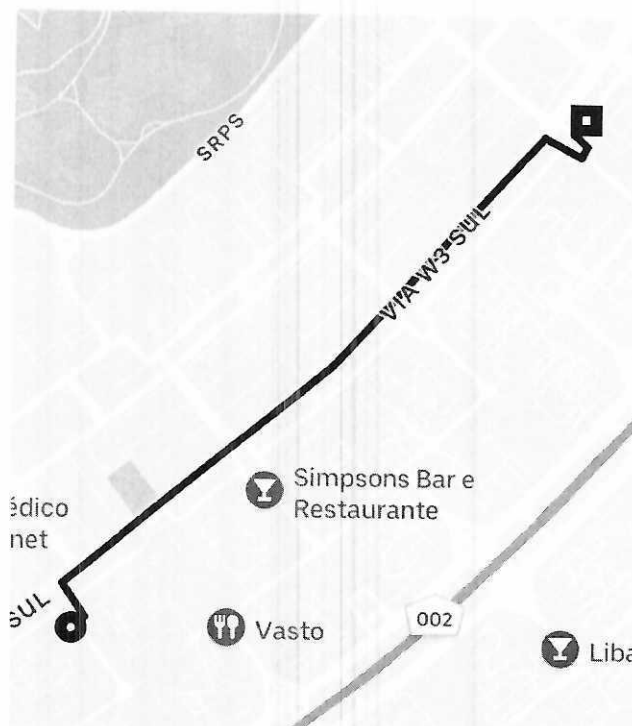 SRPS
VIA W3 SUL
Simpsons Bar e
Restaurante
édico
net
SUL
Vasto
002
Liba